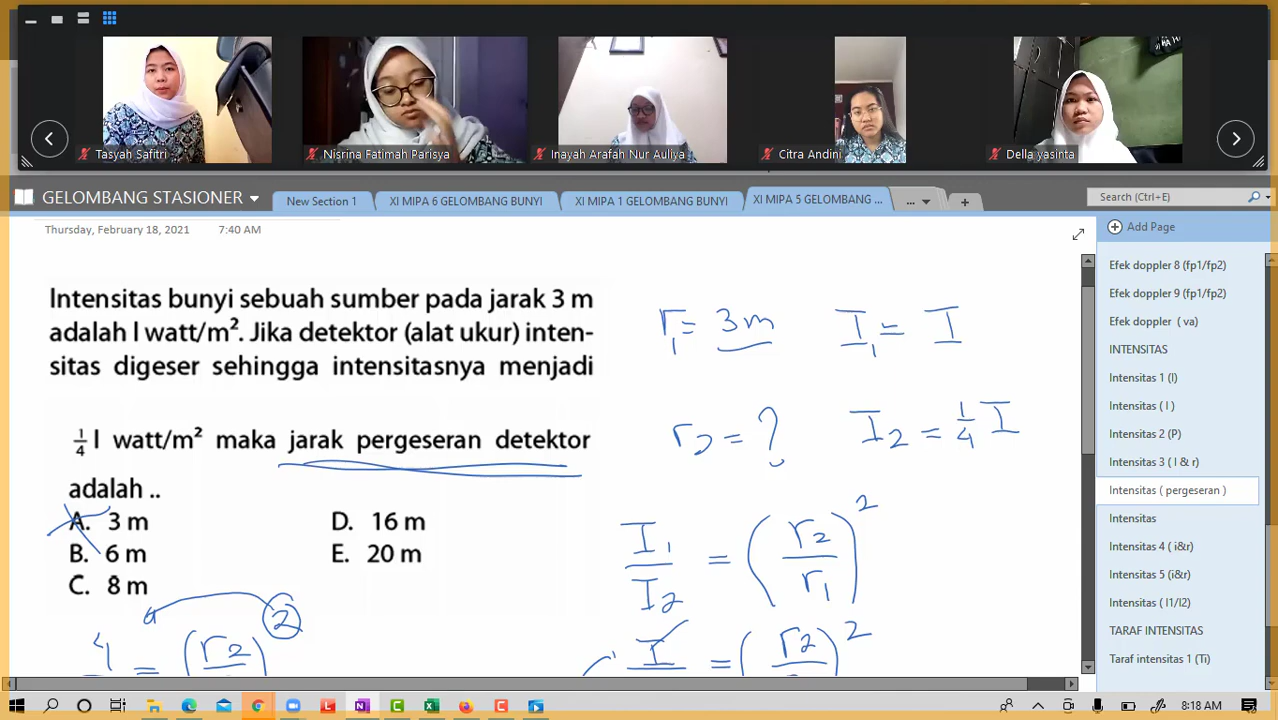 Tasyah Safitri
Nisrina Fatimah Parisya
Inayah Arafah Nur Auliya
Citra Andini
Della yasinta
GELOMBANG STASIONER
New Section 1
XI MIPA 6 GELOMBANG BUNYI
XI MIPA 1 GELOMBANG BUNYI
XI MIPA 5 GELOMBANG ...
...
Search (Ctrl+E)
Thursday, February 18, 2021 7:40 AM
Add Page
Efek doppler 8 (fp1/fp2)
Efek doppler 9 (fp1/fp2)
Efek doppler ( va)
INTENSITAS
Intensitas 1 (I)
Intensitas ( I )
Intensitas 2 (P)
Intensitas 3 ( I & r)
Intensitas ( pergeseran )
Intensitas
Intensitas 4 ( i&r)
Intensitas 5 (i&r)
Intensitas ( I1/I2)
TARAF INTENSITAS
Taraf intensitas 1 (Ti)
Intensitas bunyi sebuah sumber pada jarak 3 m
adalah I watt/m². Jika detektor (alat ukur) inten-
sitas digeser sehingga intensitasnya menjadi
1/4 I watt/m² maka jarak pergeseran detektor
adalah ..
A. 3 m
B. 6 m
C. 8 m
D. 16 m
E. 20 m
r₁ = 3 m I₁ = I
r₂ = ? I₂ = 1/4 I
I₁/I₂ = (r₂/r₁)²
I = (r2)²
4 = (r2) 2
8:18 AM